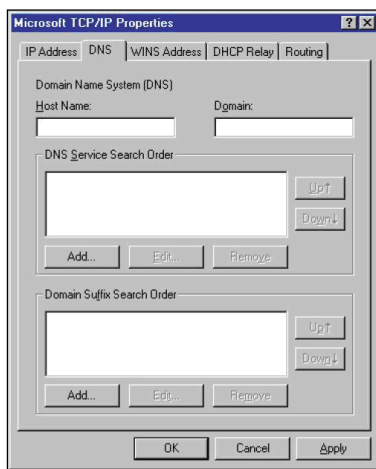 Microsoft TCP/IP Properties ? ×
IP Address DNS WINS Address DHCP Relay Routing
Domain Name System (DNS)
Host Name: Domain:
DNS Service Search Order
Up↑
Down↓
Add... Edit... Remove
Domain Suffix Search Order
Up↑
Down↓
Add... Edit... Remove
OK Cancel Apply